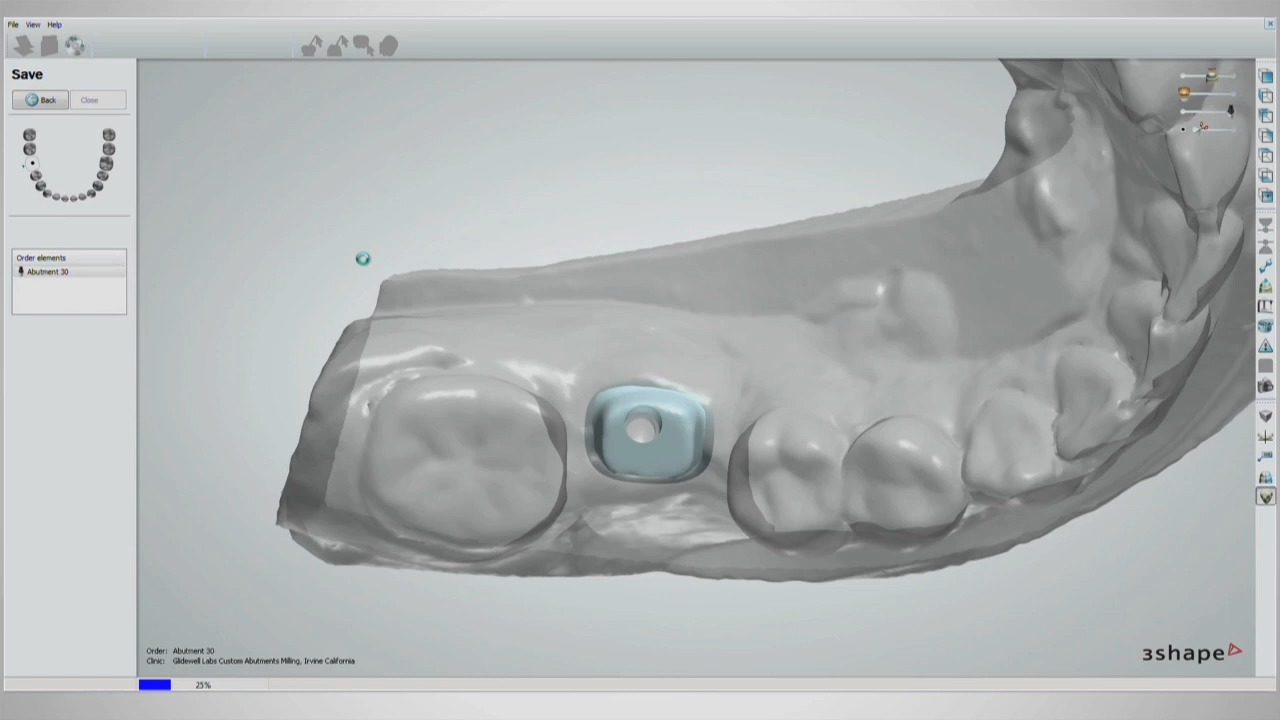 File View Help
Save
Back Close
Order elements
Abutment 30
Order: Abutment 30
Clinic: Glidewell Labs Custom Abutments Milling, Irvine California
3shape
25%